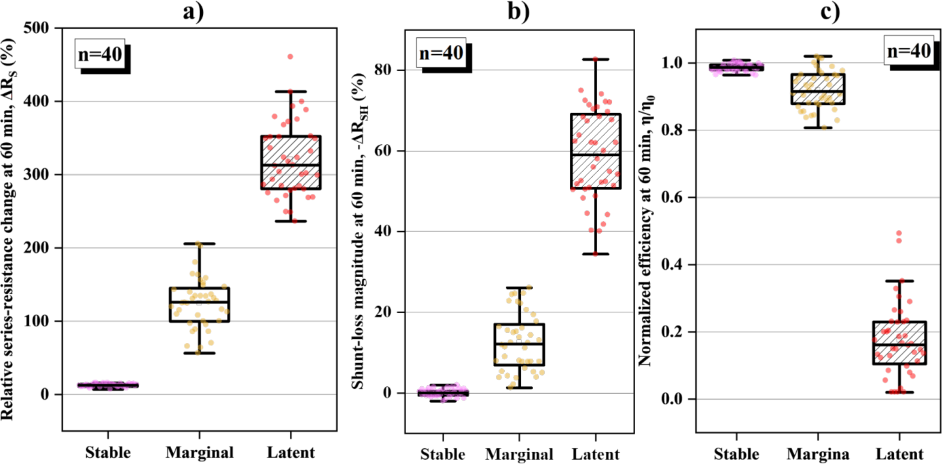 a)
Relative series-resistance change at 60 min, ΔRS (%)
500
400
300
200
100
0
n=40
Stable Marginal Latent
b)
Shunt-loss magnitude at 60 min, -ΔRSH (%)
80
60
40
20
0
n=40
Stable Marginal Latent
c)
Normalized efficiency at 60 min, η/η0
1.0
0.8
0.6
0.4
0.2
0.0
n=40
Stable Margina Latent